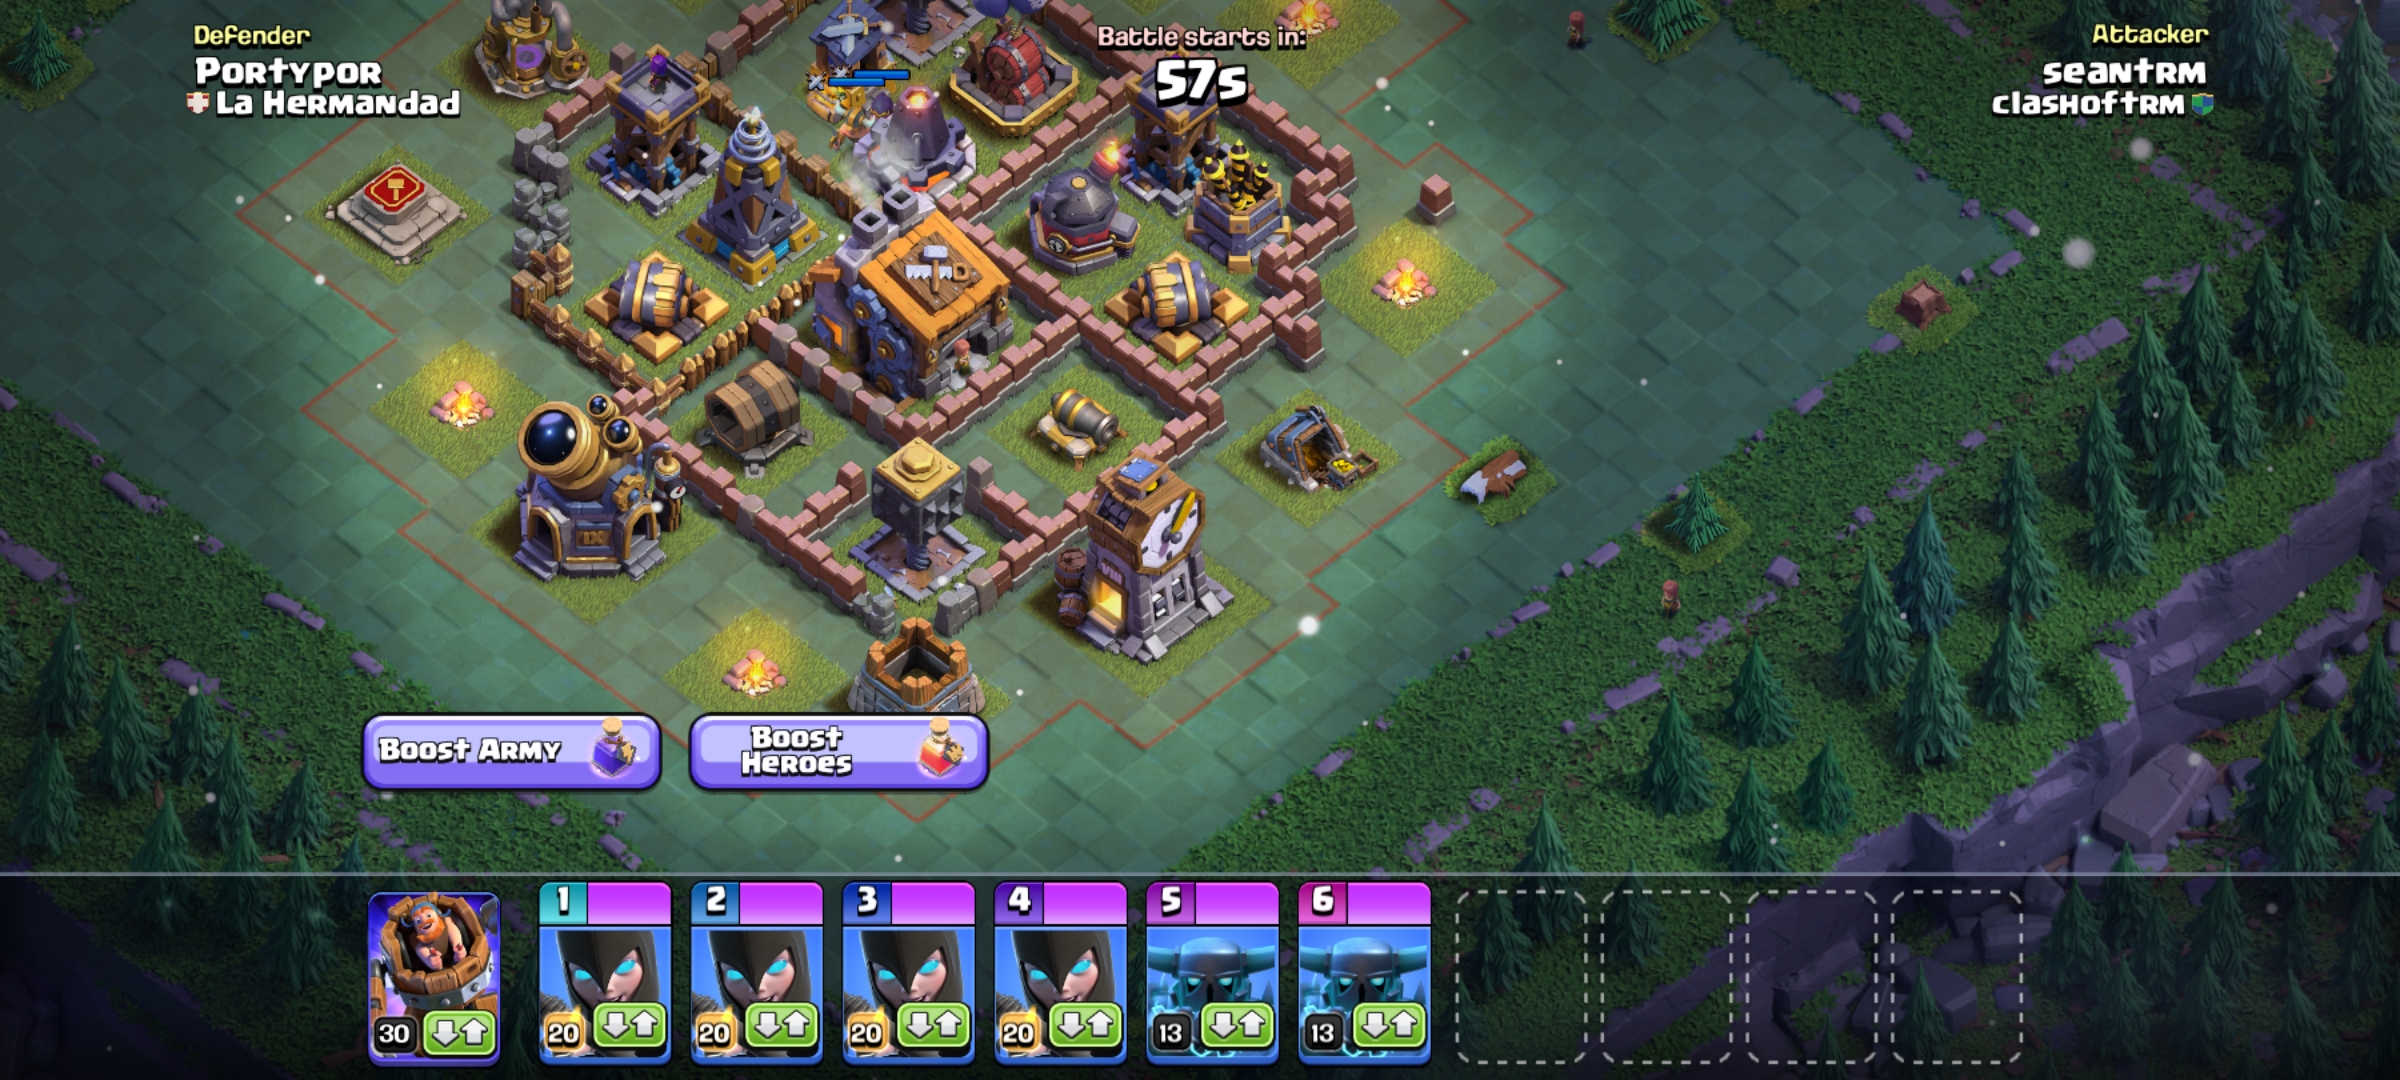 Defender
Portypor
La Hermandad
Battle starts in:
57s
Attacker
seantRM
clashoftRM
Boost Army
Boost
Heroes
1
2
3
4
5
6
30
20
20
20
20
13
13